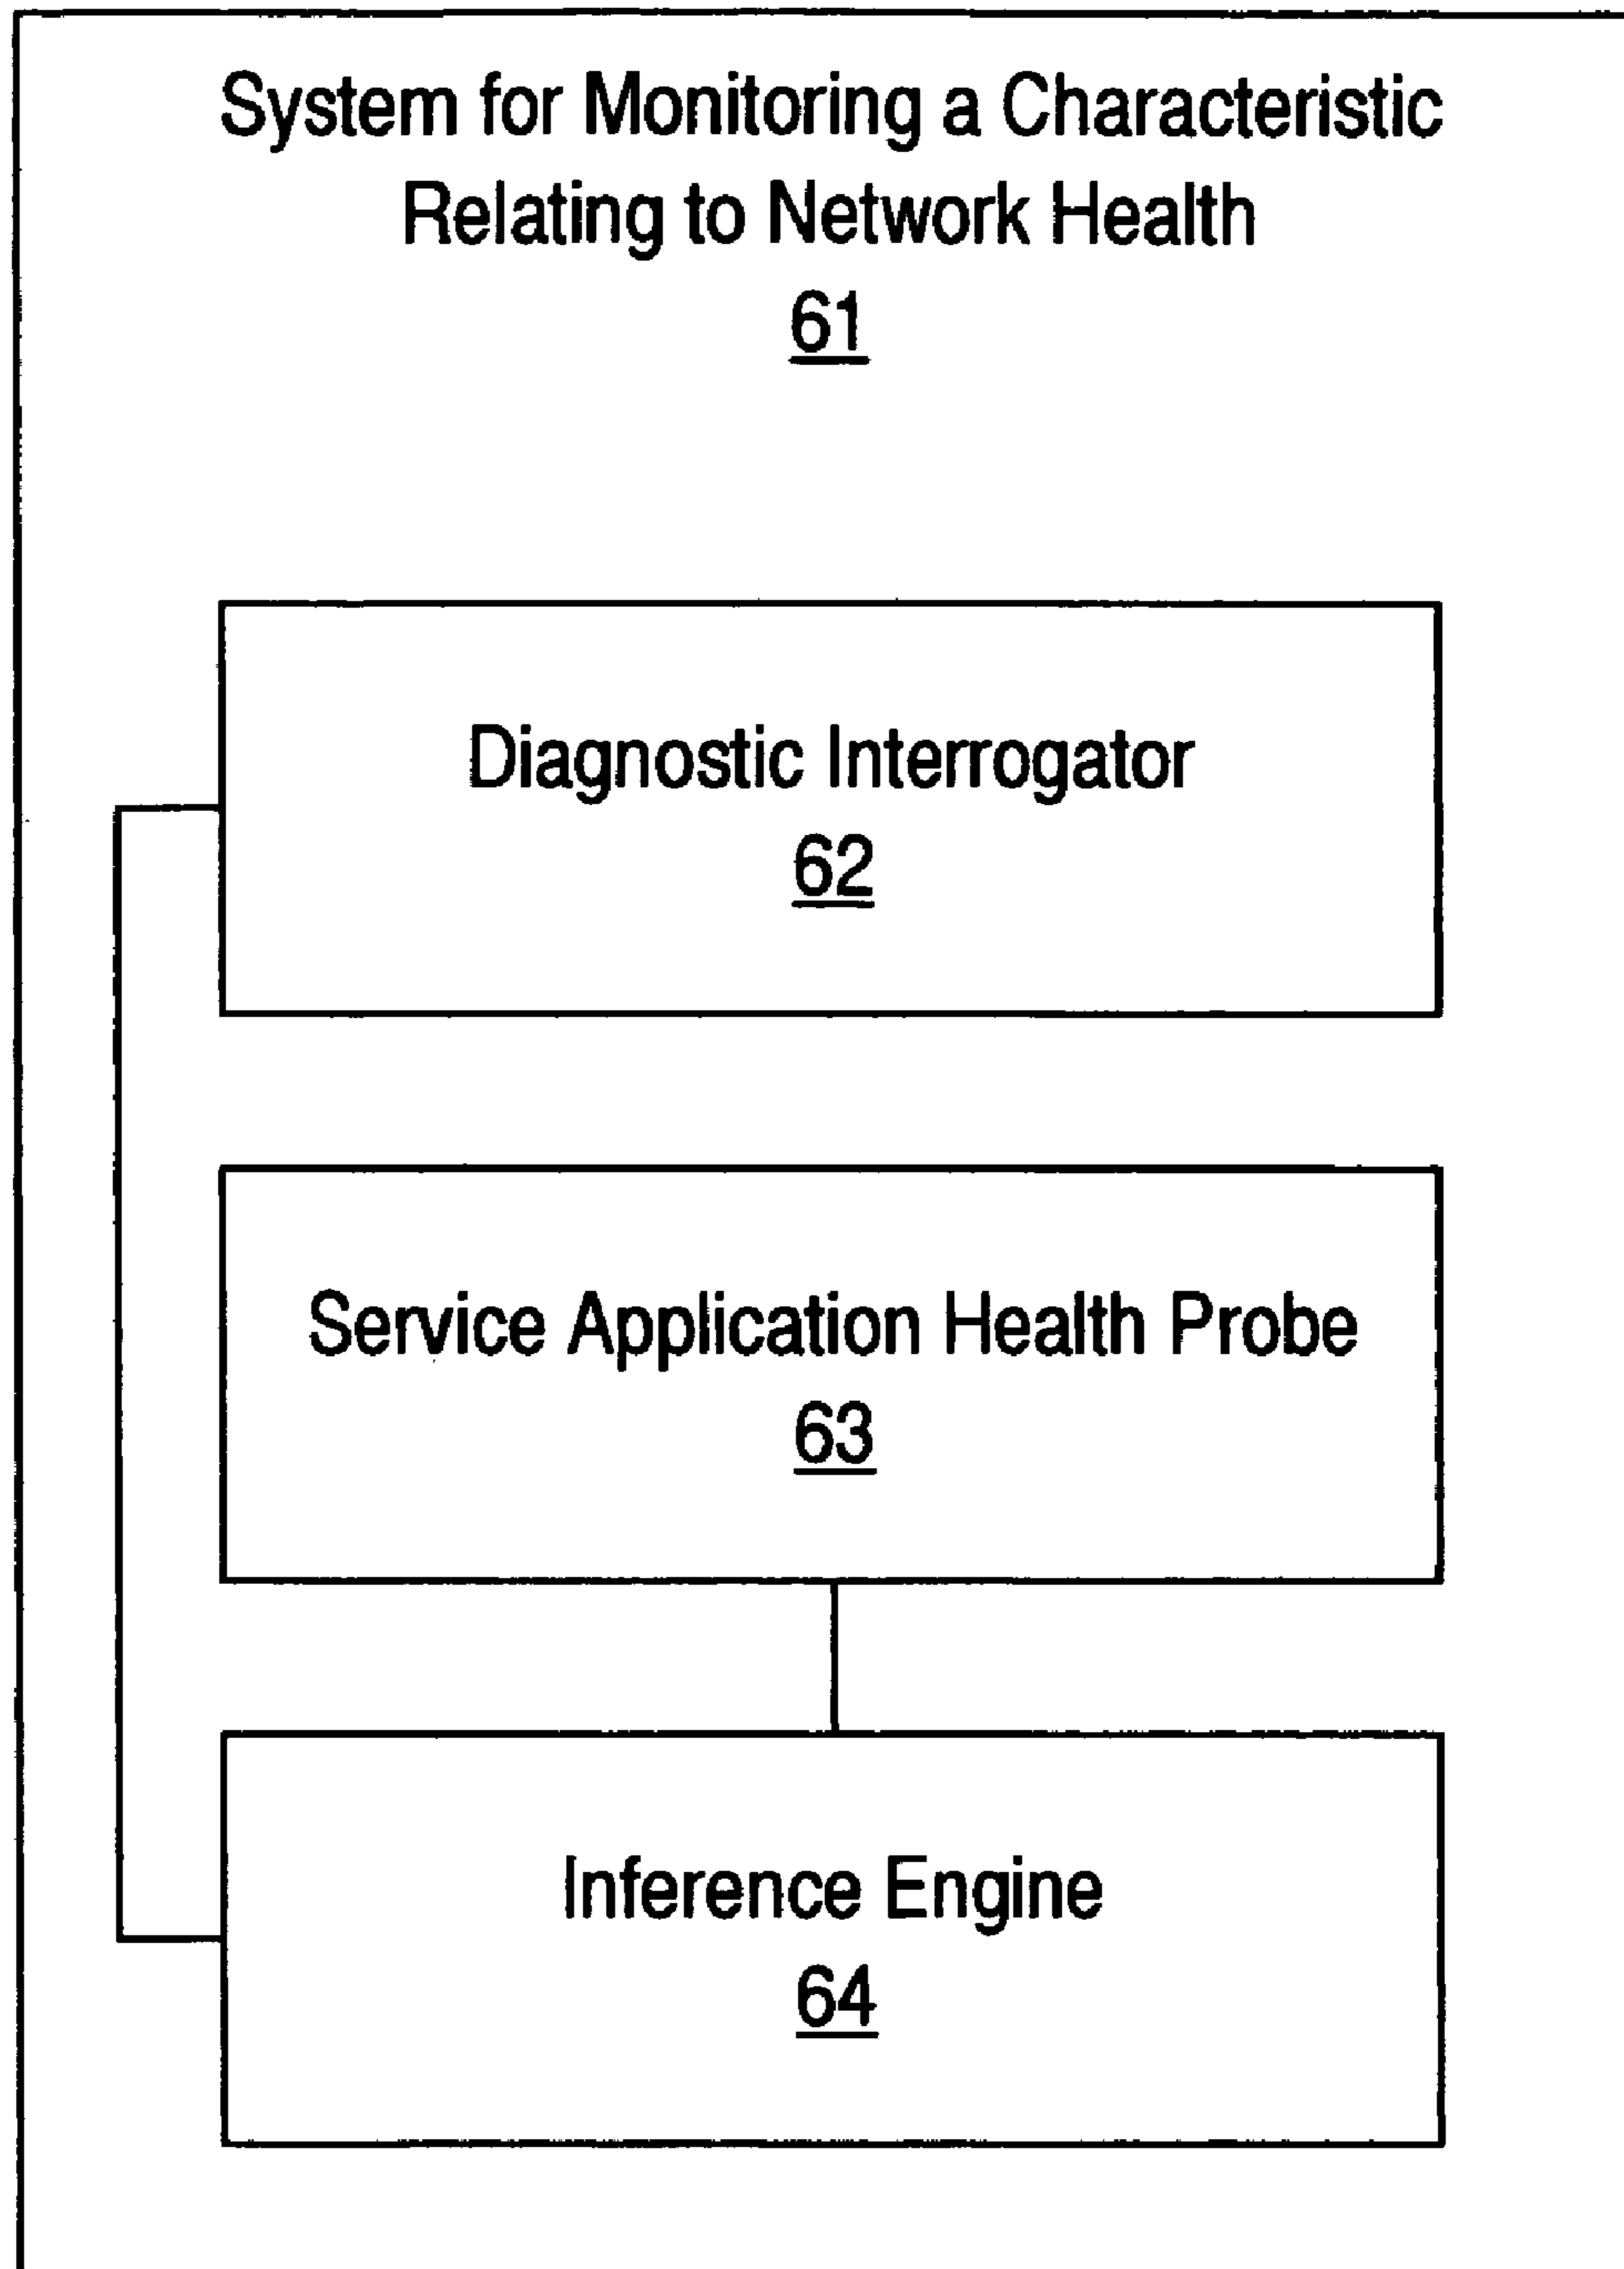 System for Monitoring a Characteristic
Relating to Network Health
61
Diagnostic Interrogator
62
Service Application Health Probe
63
Inference Engine
64